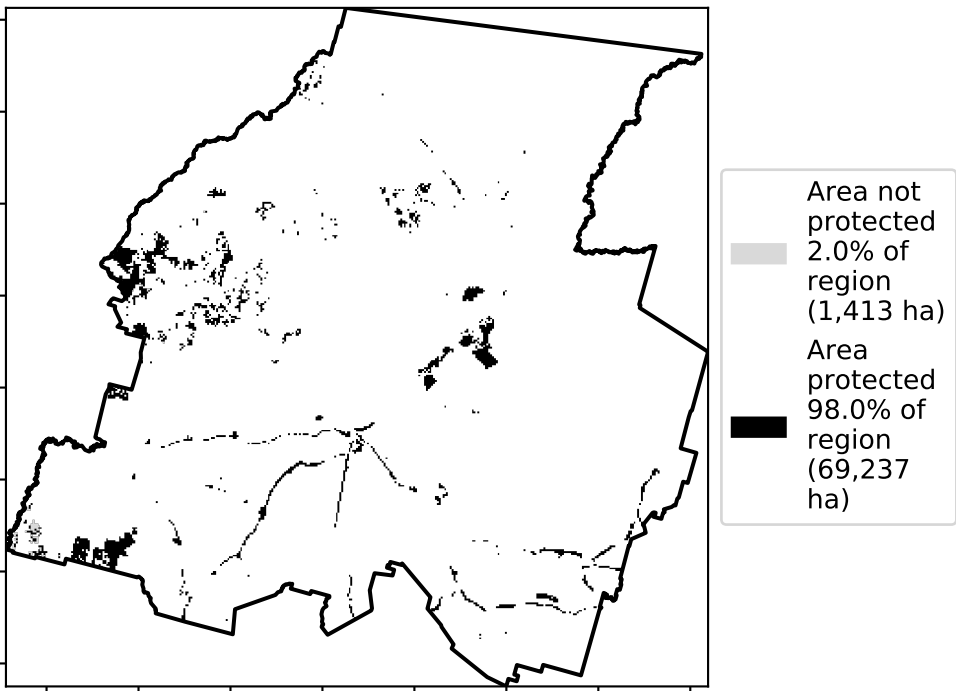 Area not
protected
2.0% of
region
(1,413 ha)
Area
protected
98.0% of
region
(69,237
ha)